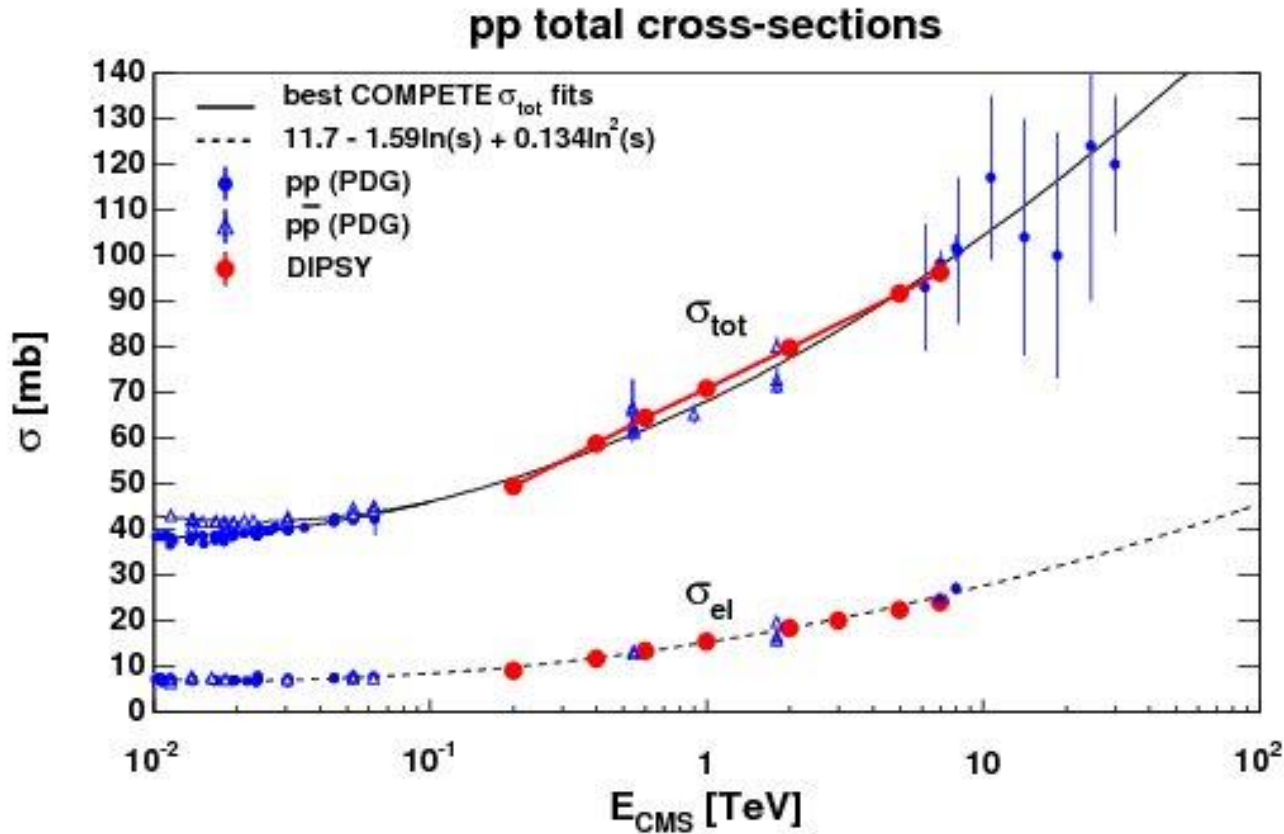 pp total cross-sections
140
130
120
110
100
90
80
70
60
50
40
30
20
10
0
σ [mb]
best COMPETE σtot fits
11.7 - 1.59ln(s) + 0.134ln²(s)
pp (PDG)
pp̅ (PDG)
DIPSY
σtot
σel
10⁻² 10⁻¹ 1 10 10²
ECMS [TeV]